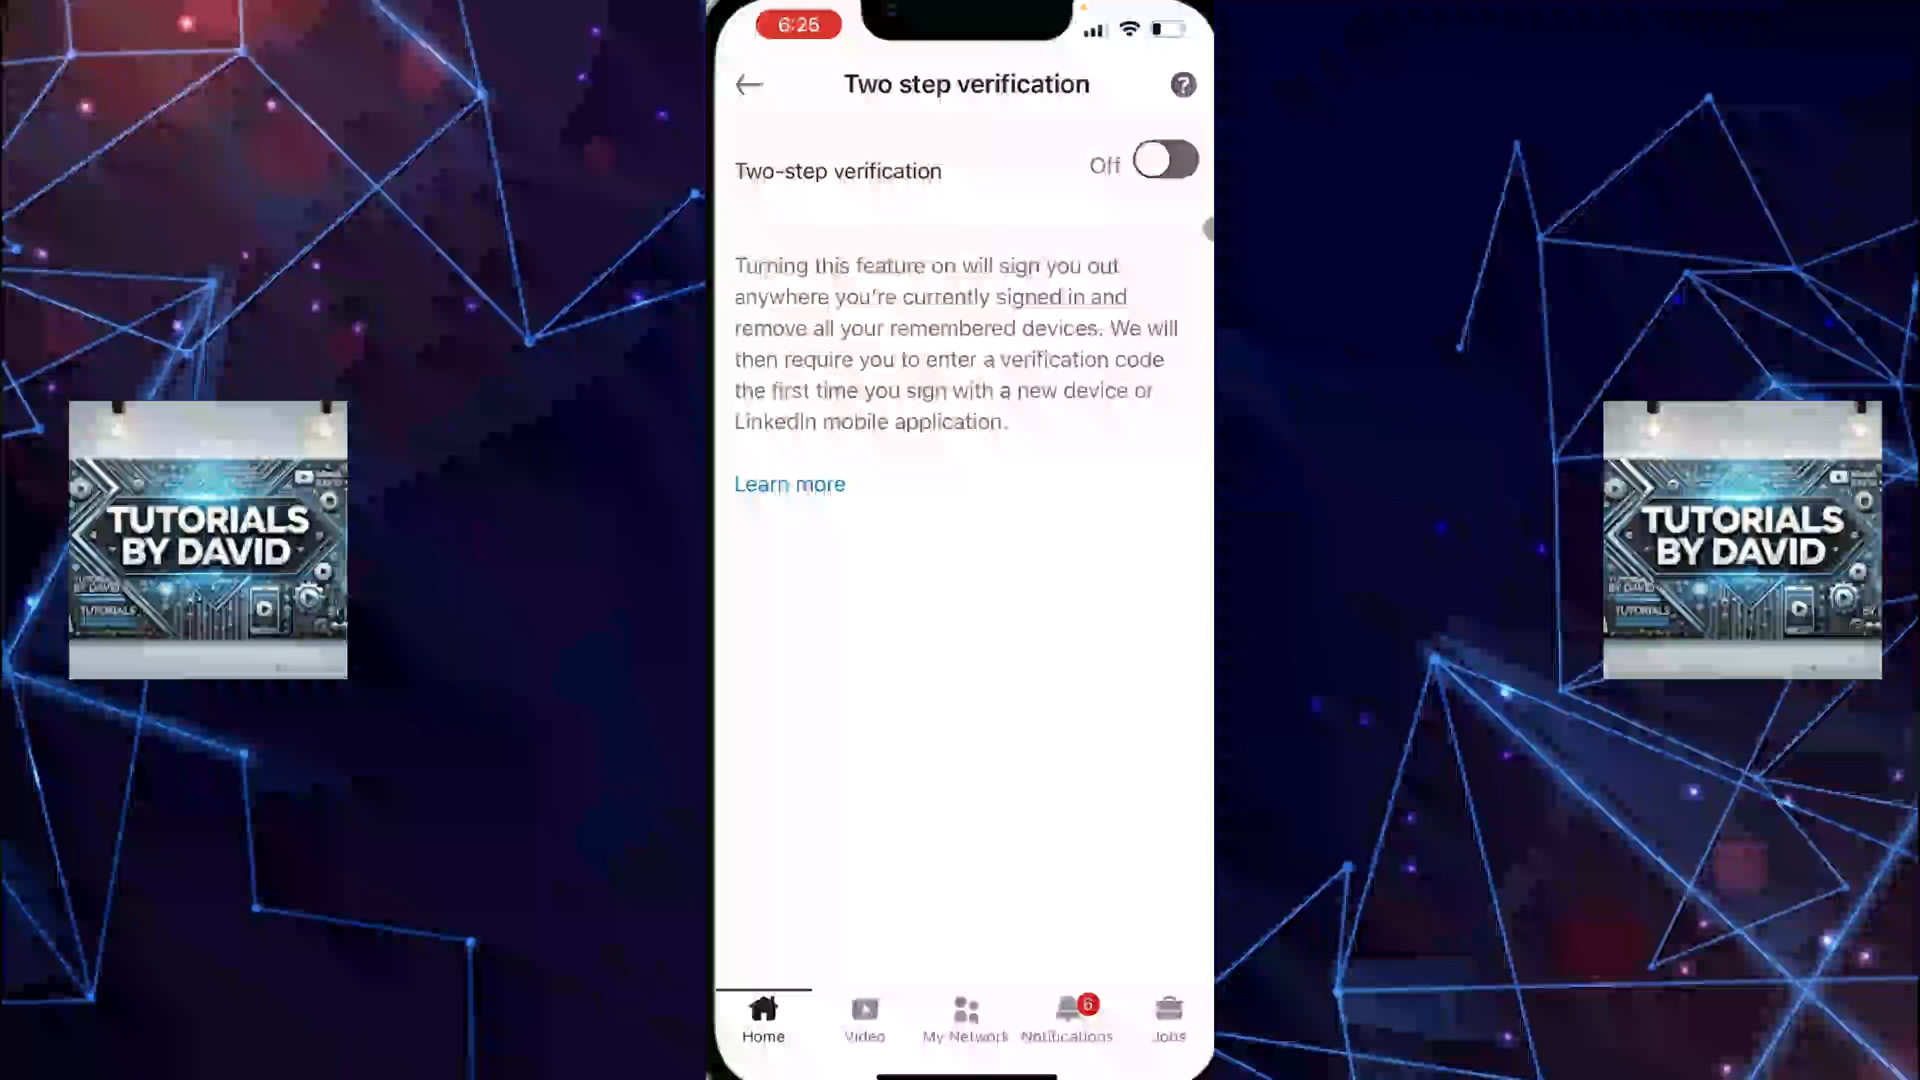 6:25
Two step verification
?
Two-step verification
Off
Turning this feature on will sign you out
anywhere you're currently signed in and
remove all your remembered devices. We will
then require you to enter a verification code
the first time you sign with a new device or
LinkedIn mobile application.
Learn more
TUTORIALS
BY DAVID
TUTORIALS
TUTORIALS
BY DAVID
TUTORIALS
6
Home
Video
My Network
Notifications
Jobs